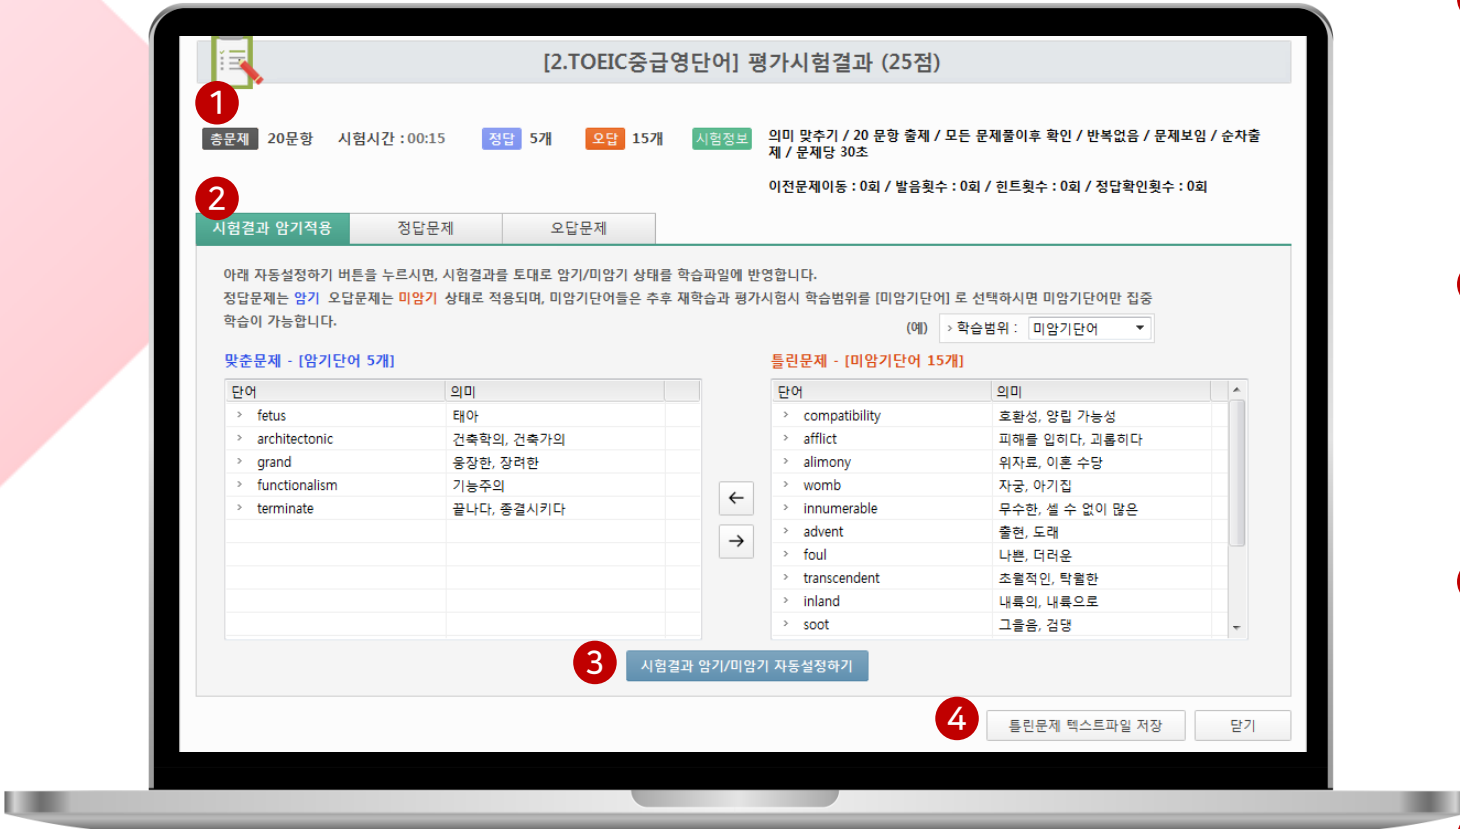 [2.TOEIC중급영단어] 평가시험결과 (25점)
1
총문제 20문항 시험시간 : 00:15 정답 5개 오답 15개 시험정보 의미 맞추기 / 20 문항 출제 / 모든 문제풀이후 확인 / 반복없음 / 문제보임 / 순차출
제 / 문제당 30초
이전문제이동 : 0회 / 발음횟수 : 0회 / 힌트횟수 : 0회 / 정답확인횟수 : 0회
2
시험결과 암기적용 정답문제 오답문제
아래 자동설정하기 버튼을 누르시면, 시험결과를 토대로 암기/미암기 상태를 학습파일에 반영합니다.
정답문제는 암기 오답문제는 미암기 상태로 적용되며, 미암기단어들은 추후 재학습과 평가시험시 학습범위를 [미암기단어] 로 선택하시면 미암기단어만 집중
학습이 가능합니다.
(예) › 학습범위 : 미암기단어
맞춘문제 - [암기단어 5개]
단어 의미
› fetus 태아
› architectonic 건축학의, 건축가의
› grand 웅장한, 장려한
› functionalism 기능주의
› terminate 끝나다, 종결시키다
← 
→
틀린문제 - [미암기단어 15개]
단어 의미
› compatibility 호환성, 양립 가능성
› afflict 피해를 입히다, 괴롭히다
› alimony 위자료, 이혼 수당
› womb 자궁, 아기집
› innumerable 무수한, 셀 수 없이 많은
› advent 출현, 도래
› foul 나쁜, 더러운
› transcendent 초월적인, 탁월한
› inland 내륙의, 내륙으로
› soot 그을음, 검댕
3 시험결과 암기/미암기 자동설정하기
4 틀린문제 텍스트파일 저장 닫기